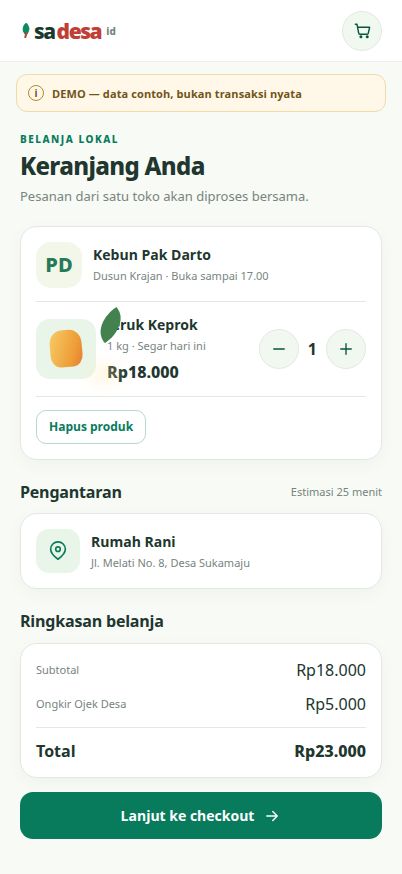 sadesa id
DEMO — data contoh, bukan transaksi nyata
BELANJA LOKAL
Keranjang Anda
Pesanan dari satu toko akan diproses bersama.
PD
Kebun Pak Darto
Dusun Krajan · Buka sampai 17.00
Keprok
1 kg · Segar hari ini
Rp18.000
1
Hapus produk
Pengantaran
Estimasi 25 menit
Rumah Rani
Jl. Melati No. 8, Desa Sukamaju
Ringkasan belanja
Subtotal
Rp18.000
Ongkir Ojek Desa
Rp5.000
Total
Rp23.000
Lanjut ke checkout